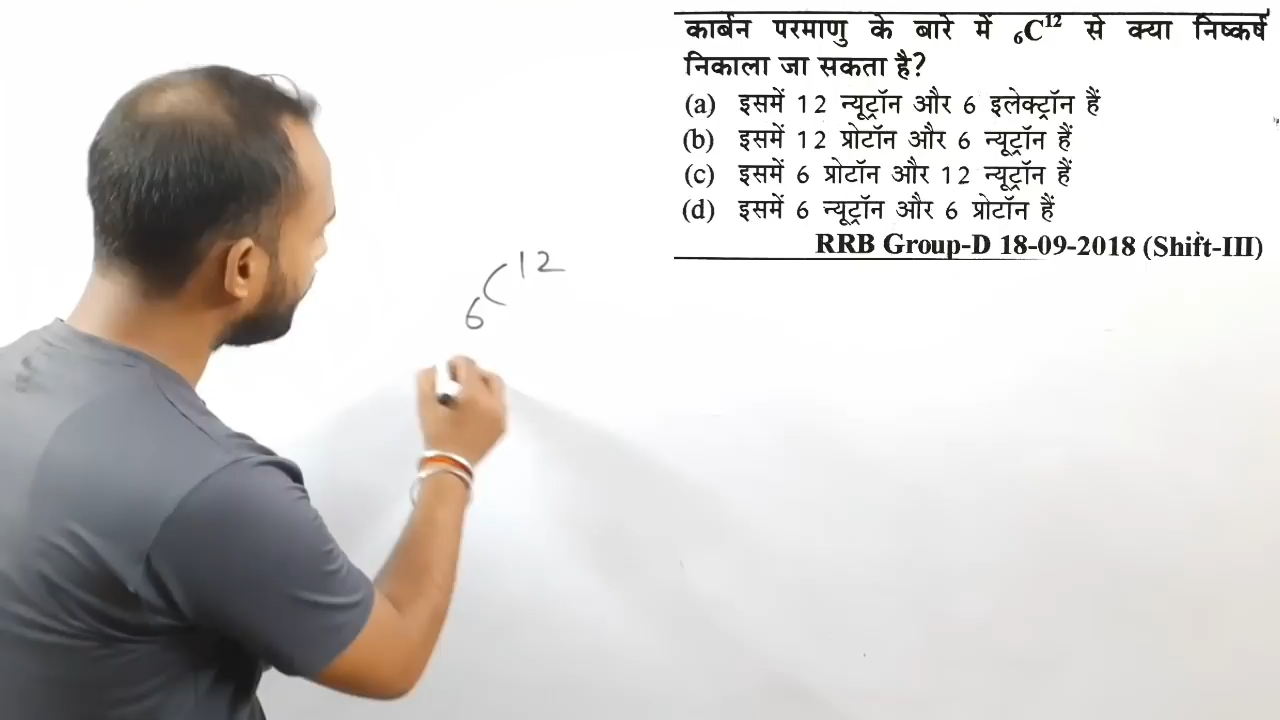 कार्बन परमाणु के बारे में ₆C¹² से क्या निष्कर्ष
निकाला जा सकता है?
(a) इसमें 12 न्यूट्रॉन और 6 इलेक्ट्रॉन हैं
(b) इसमें 12 प्रोटॉन और 6 न्यूट्रॉन हैं
(c) इसमें 6 प्रोटॉन और 12 न्यूट्रॉन हैं
(d) इसमें 6 न्यूट्रॉन और 6 प्रोटॉन हैं
RRB Group-D 18-09-2018 (Shift-III)
₆C¹²